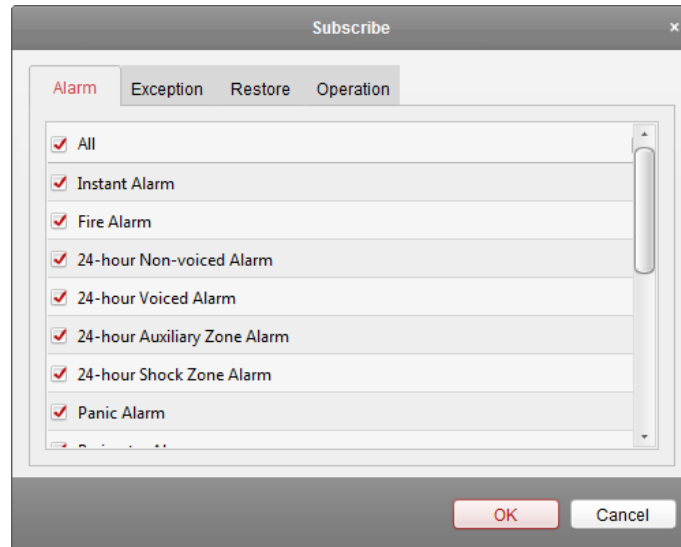 Subscribe
×
Alarm Exception Restore Operation
All
Instant Alarm
Fire Alarm
24-hour Non-voiced Alarm
24-hour Voiced Alarm
24-hour Auxiliary Zone Alarm
24-hour Shock Zone Alarm
Panic Alarm
OK Cancel